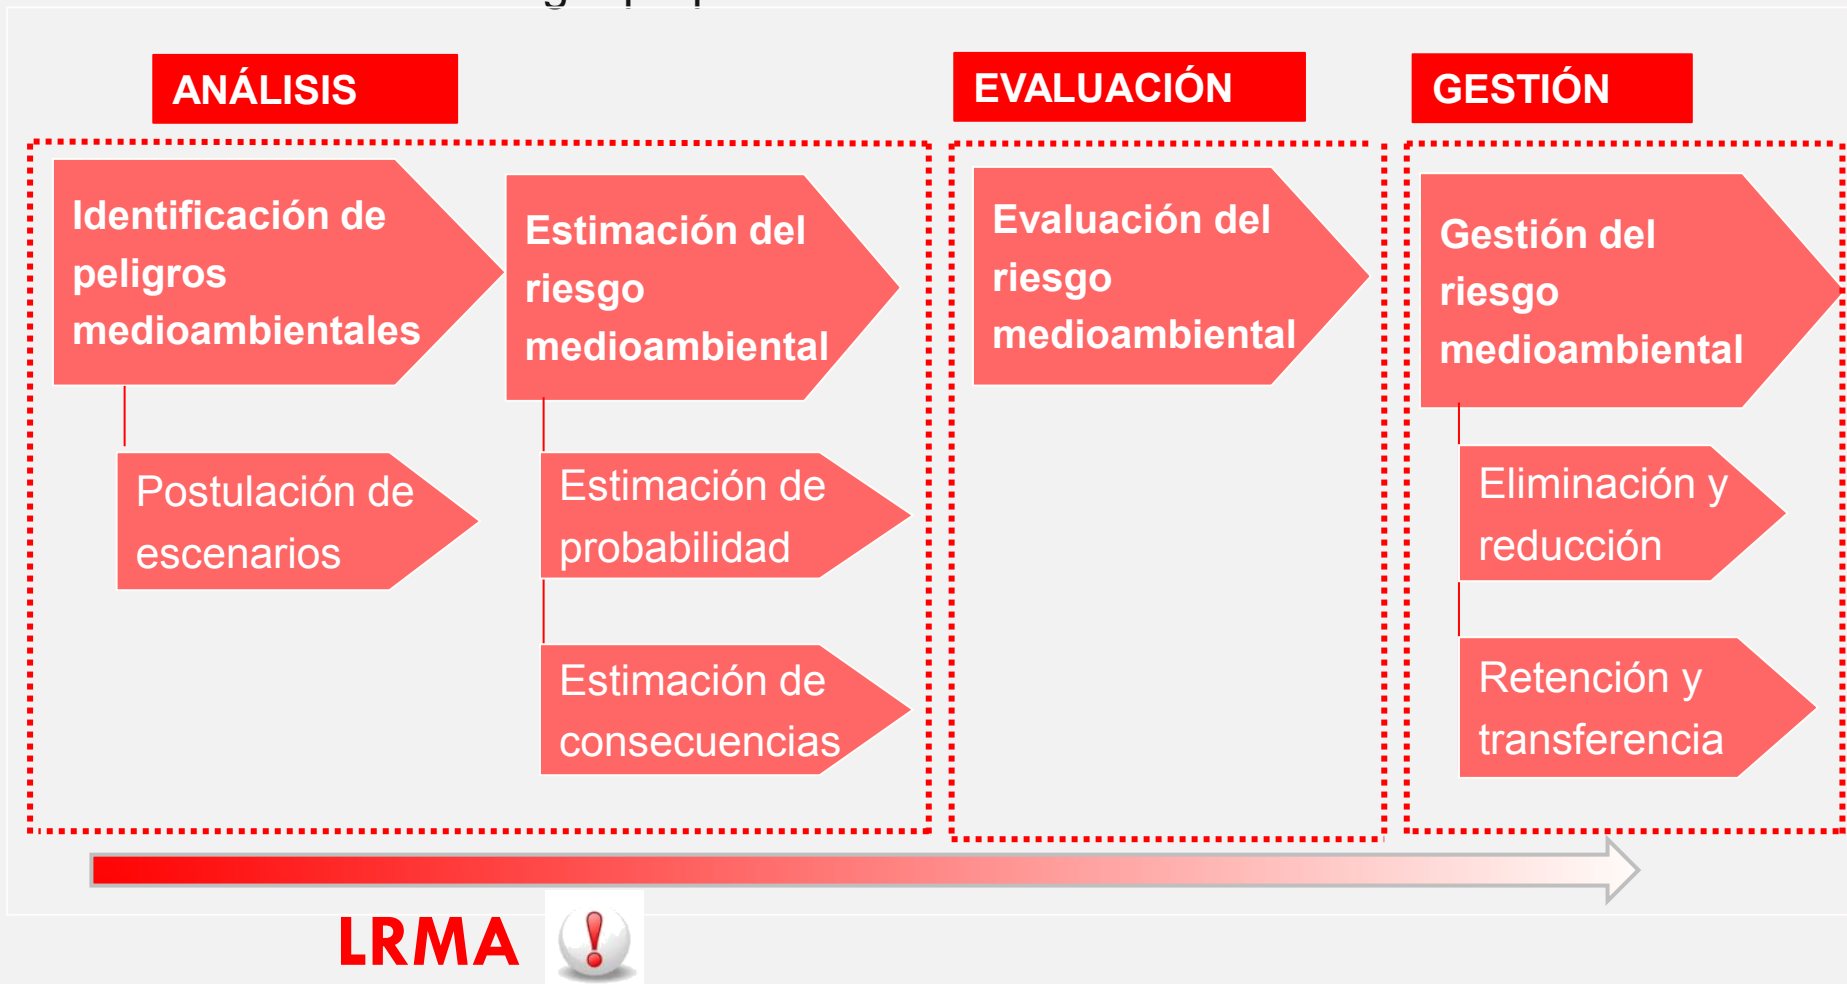 ANÁLISIS
EVALUACIÓN
GESTIÓN
Identificación de
peligros
medioambientales
Postulación de
escenarios
Estimación del
riesgo
medioambiental
Estimación de
probabilidad
Estimación de
consecuencias
Evaluación del
riesgo
medioambiental
Gestión del
riesgo
medioambiental
Eliminación y
reducción
Retención y
transferencia
LRMA